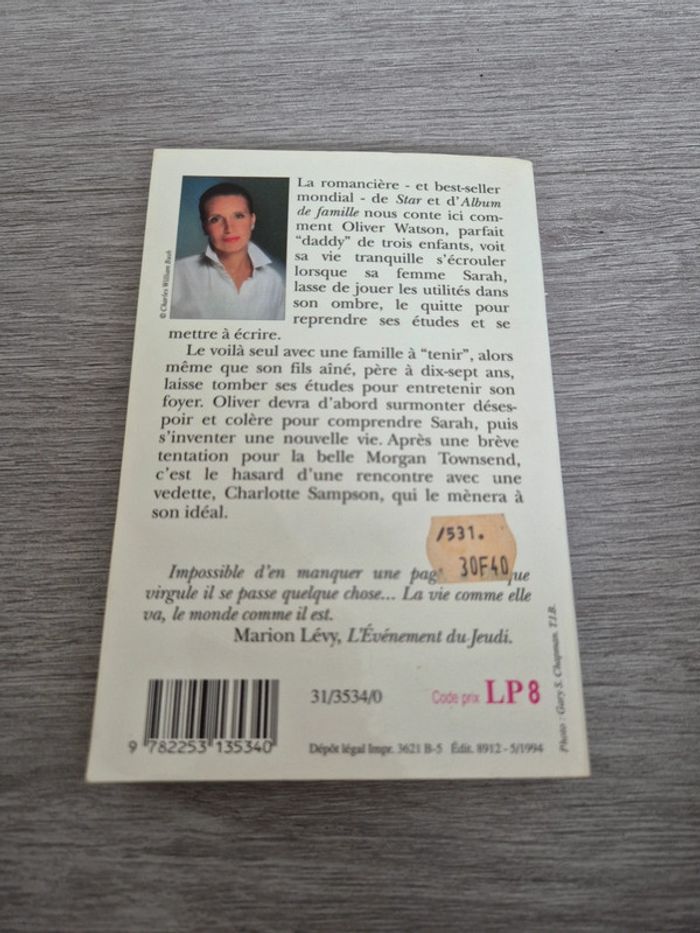 © Charles William Bush
La romancière - et best-seller
mondial - de Star et d'Album
de famille nous conte ici com-
ment Oliver Watson, parfait
"daddy" de trois enfants, voit
sa vie tranquille s'écrouler
lorsque sa femme Sarah,
lasse de jouer les utilités dans
son ombre, le quitte pour
reprendre ses études et se
mettre à écrire.
Le voilà seul avec une famille à "tenir", alors
même que son fils aîné, père à dix-sept ans,
laisse tomber ses études pour entretenir son
foyer. Oliver devra d'abord surmonter déses-
poir et colère pour comprendre Sarah, puis
s'inventer une nouvelle vie. Après une brève
tentation pour la belle Morgan Townsend,
c'est le hasard d'une rencontre avec une
vedette, Charlotte Sampson, qui le mènera à
son idéal.
/531.
30F40
Impossible d'en manquer une pag que
virgule il se passe quelque chose... La vie comme elle
va, le monde comme il est.
Marion Lévy, L'Événement du Jeudi.
31/3534/0
Code prix LP 8
9 782253 135340
Dépôt légal Impr. 3621 B-5 Édit. 8912 - 5/1994
Photo : Gary S. Chapman. T.I.B.